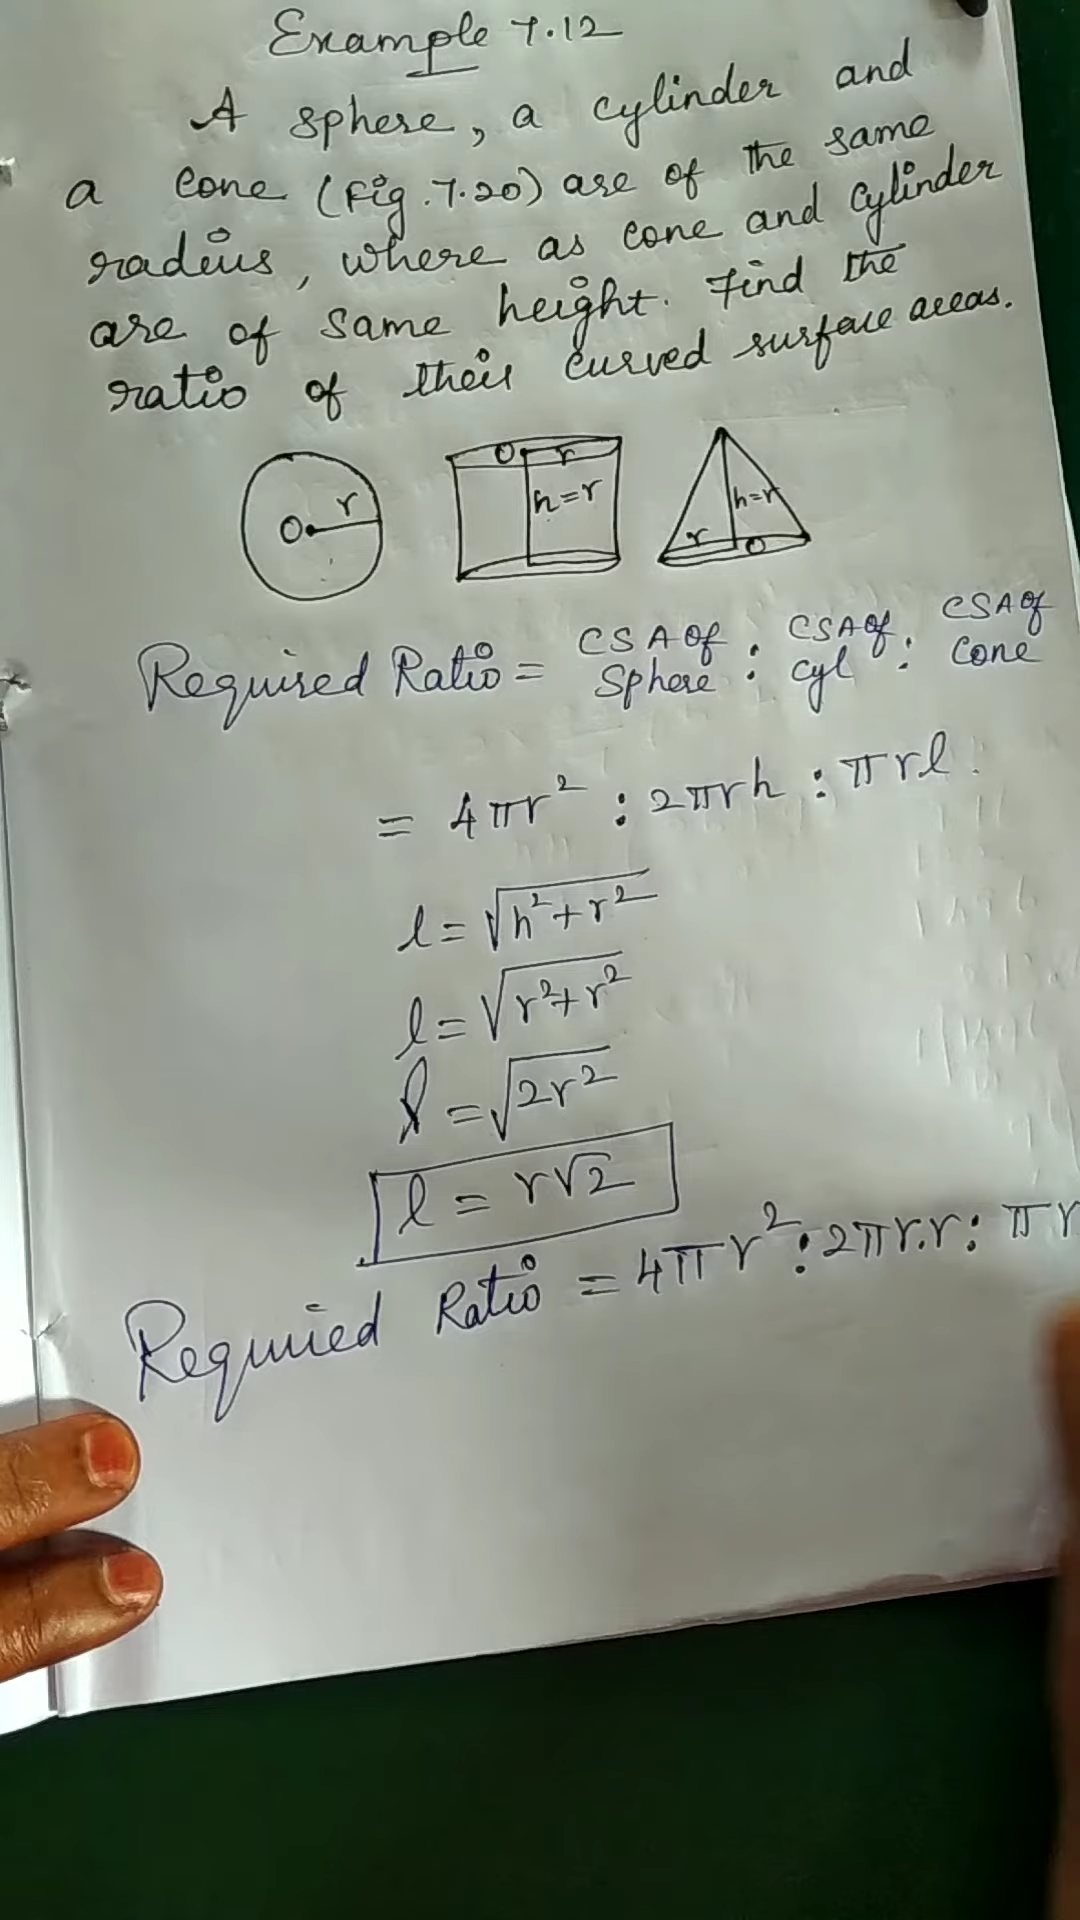 Example 7.12
A sphere, a cylinder and
a cone (Fig.7.20) are of the same
radius, where as cone and cylinder
are of same height. Find the
ratio of their curved surface areas.
O r
O r h=r
h=r r O
Required Ratio = CSA of Sphere : CSA of cyl : CSA of Cone
= 4πr² : 2πrh : πrl
l = √h²+r²
l = √r²+r²
l = √2r²
l = r√2
Required Ratio = 4πr² : 2πr.r : πr